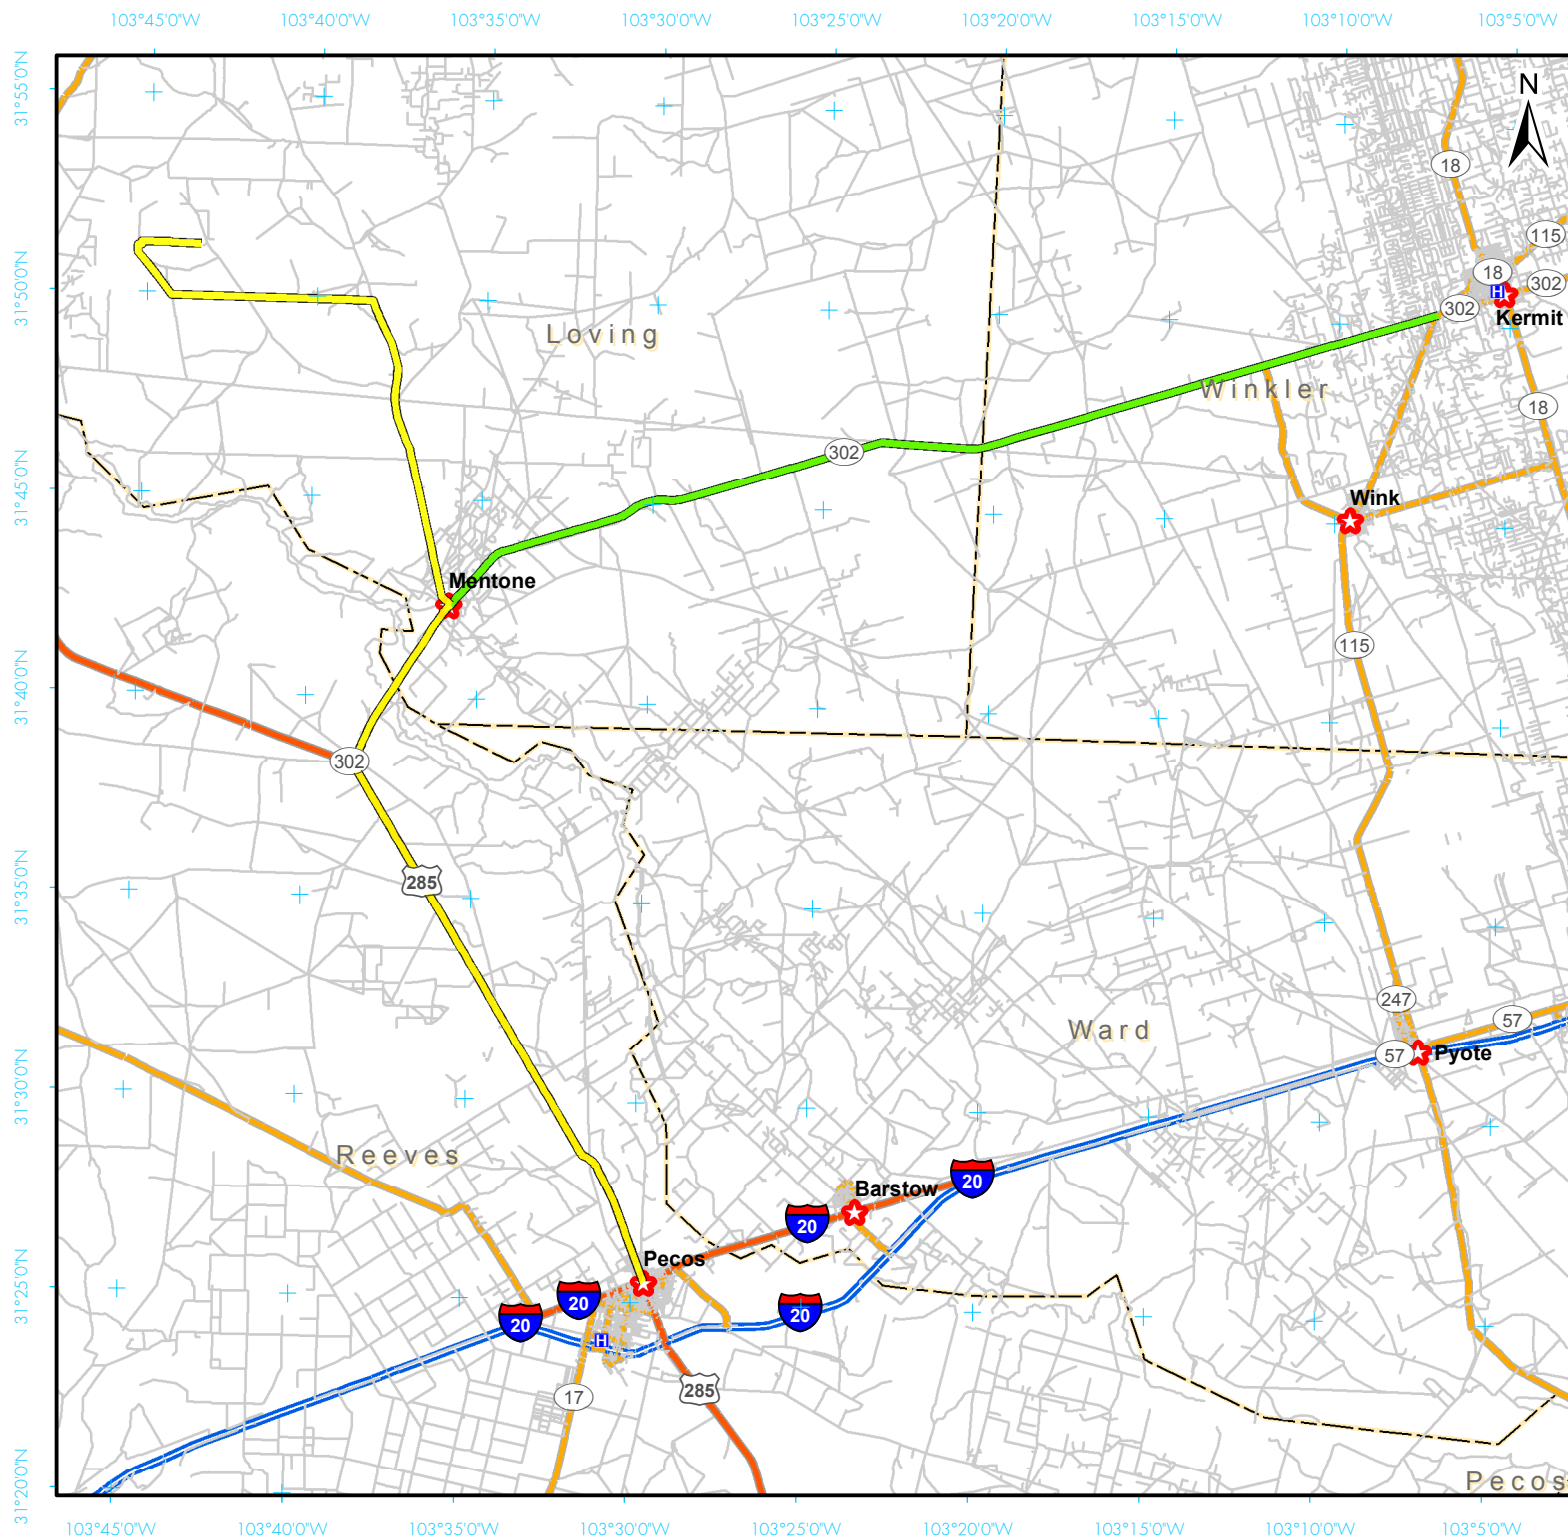 103°45'0"W 103°40'0"W 103°35'0"W 103°30'0"W 103°25'0"W 103°20'0"W 103°15'0"W 103°10'0"W 103°5'0"W
31°55'0"N
N
18
115
31°50'0"N
18
302
H
302
Kermit
Loving
Winkler
18
302
31°45'0"N
Wink
Mentone
115
31°40'0"N
302
31°35'0"N
285
247
57
Ward
57
Pyote
31°30'0"N
Reeves
20
Barstow
20
Pecos
31°25'0"N
20
20
20
H
285
17
31°20'0"N
Pecos
103°45'0"W 103°40'0"W 103°35'0"W 103°30'0"W 103°25'0"W 103°20'0"W 103°15'0"W 103°10'0"W 103°5'0"W